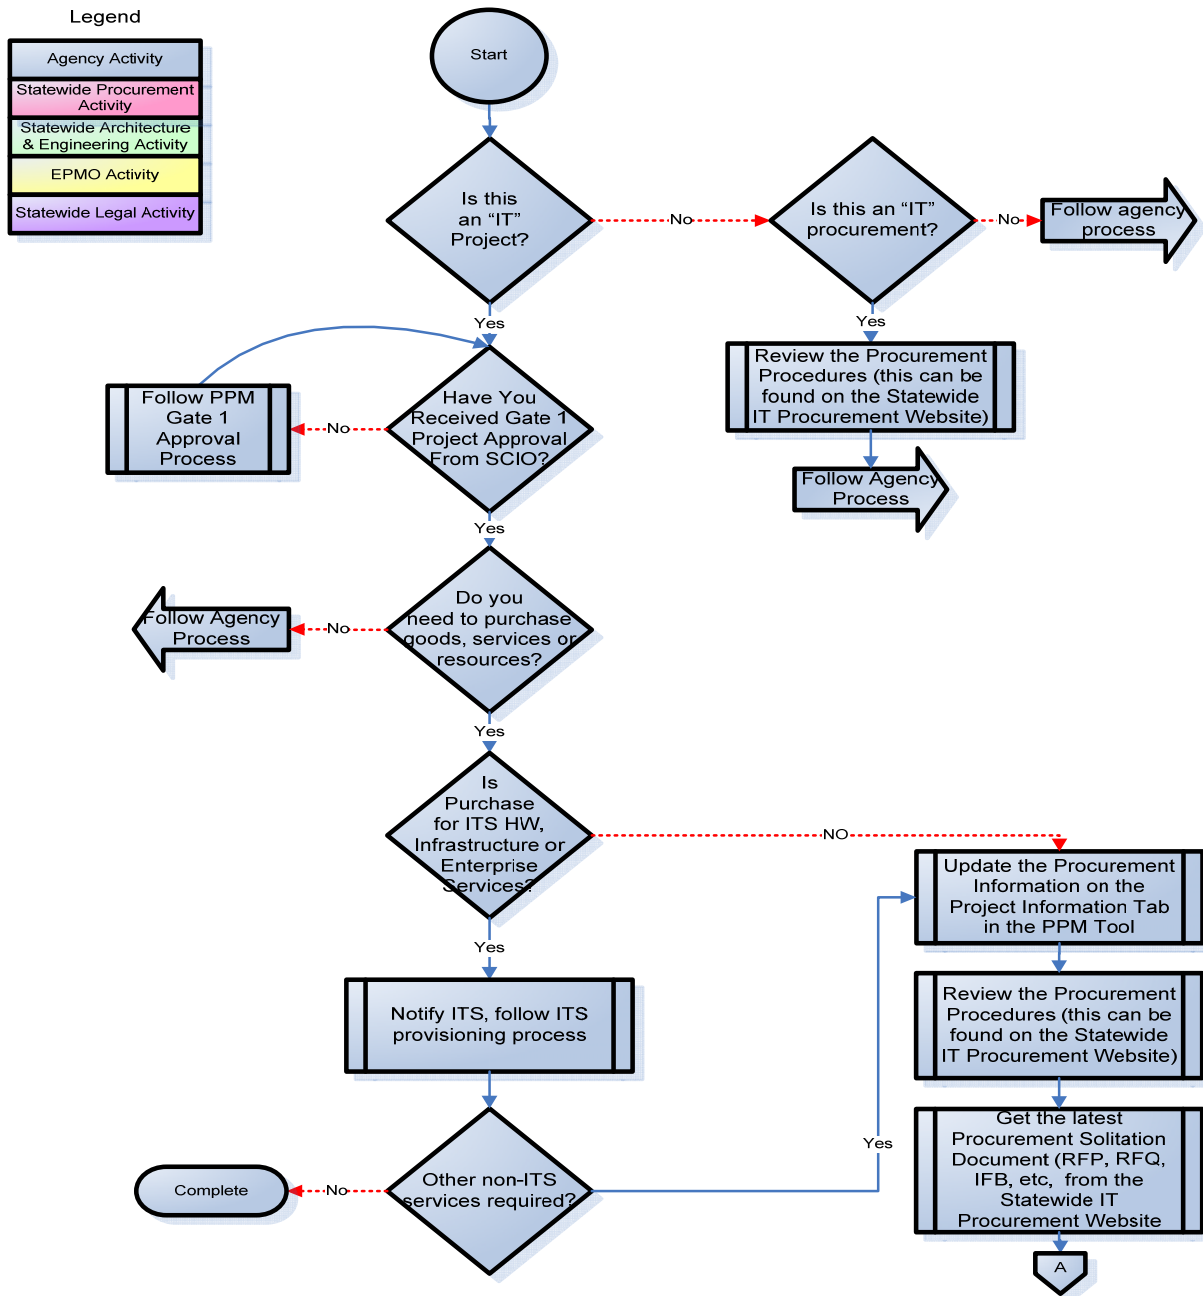 Legend
Agency Activity
Statewide Procurement
Activity
Statewide Architecture
& Engineering Activity
EPMO Activity
Statewide Legal Activity
Start
Is this
an “IT”
Project?
No
Is this an “IT”
procurement?
No
Follow agency
process
Yes
Yes
Review the Procurement
Procedures (this can be
found on the Statewide
IT Procurement Website)
Follow Agency
Process
Follow PPM
Gate 1
Approval
Process
No
Have You
Received Gate 1
Project Approval
From SCIO?
Yes
Follow Agency
Process
No
Do you
need to purchase
goods, services or
resources?
Yes
Is
Purchase
for ITS HW,
Infrastructure or
Enterprise
Services?
NO
Update the Procurement
Information on the
Project Information Tab
in the PPM Tool
Yes
Notify ITS, follow ITS
provisioning process
Review the Procurement
Procedures (this can be
found on the Statewide
IT Procurement Website)
Get the latest
Procurement Solitation
Document (RFP, RFQ,
IFB, etc, from the
Statewide IT
Procurement Website
Yes
Complete
No
Other non-ITS
services required?
A